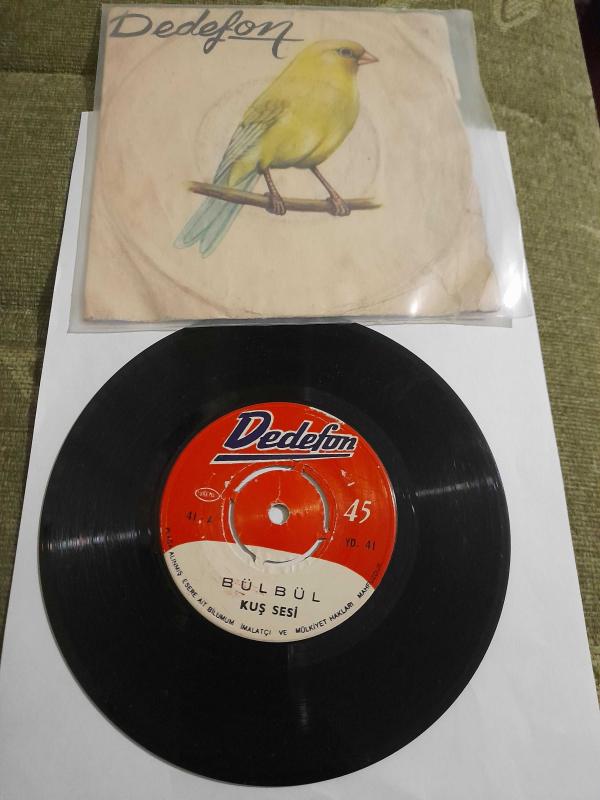 Dedefon
Dedefon
45
41. A YD. 41
BÜLBÜL
KUŞ SESİ
ALINMIŞ ESERE AİT BİLUMUM İMALATÇI VE MÜLKİYET HAKLARI